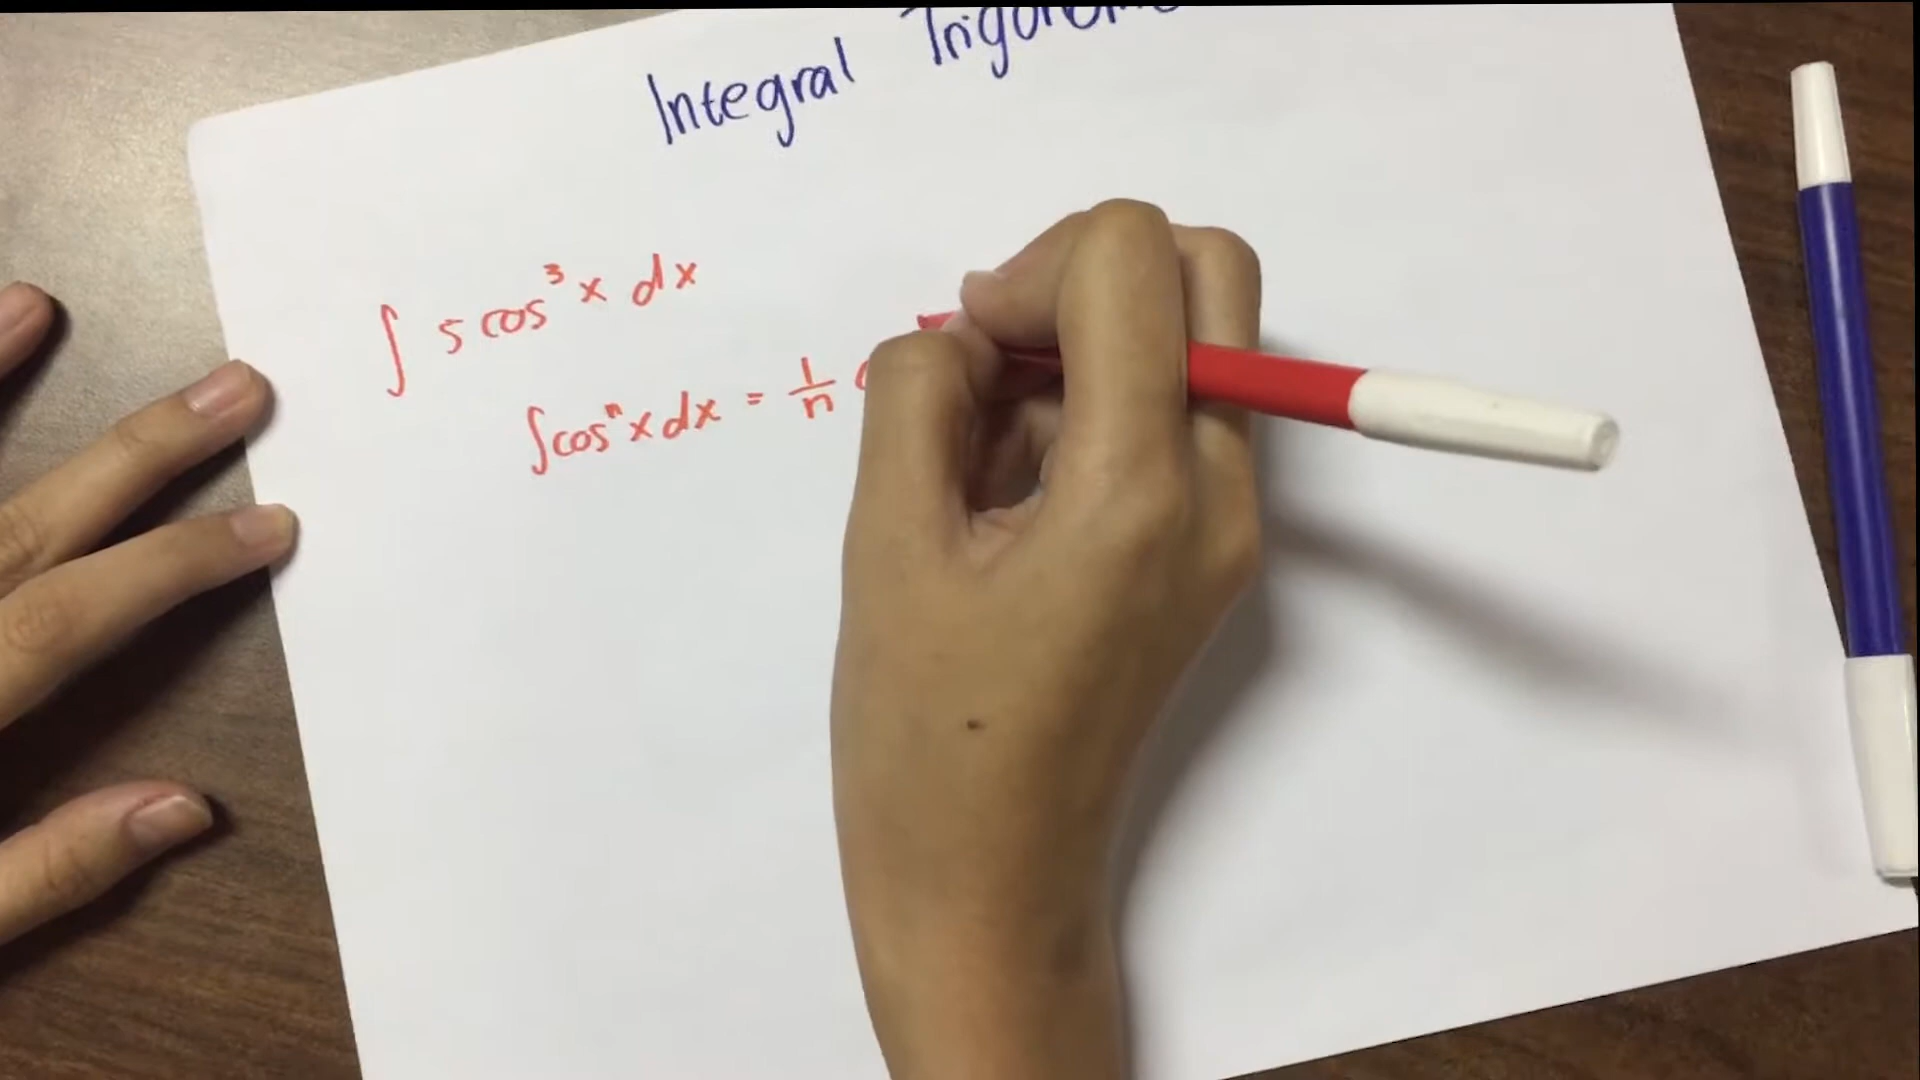 Integral
∫ 5 cos³ x dx
∫cosⁿ x dx = 1/n